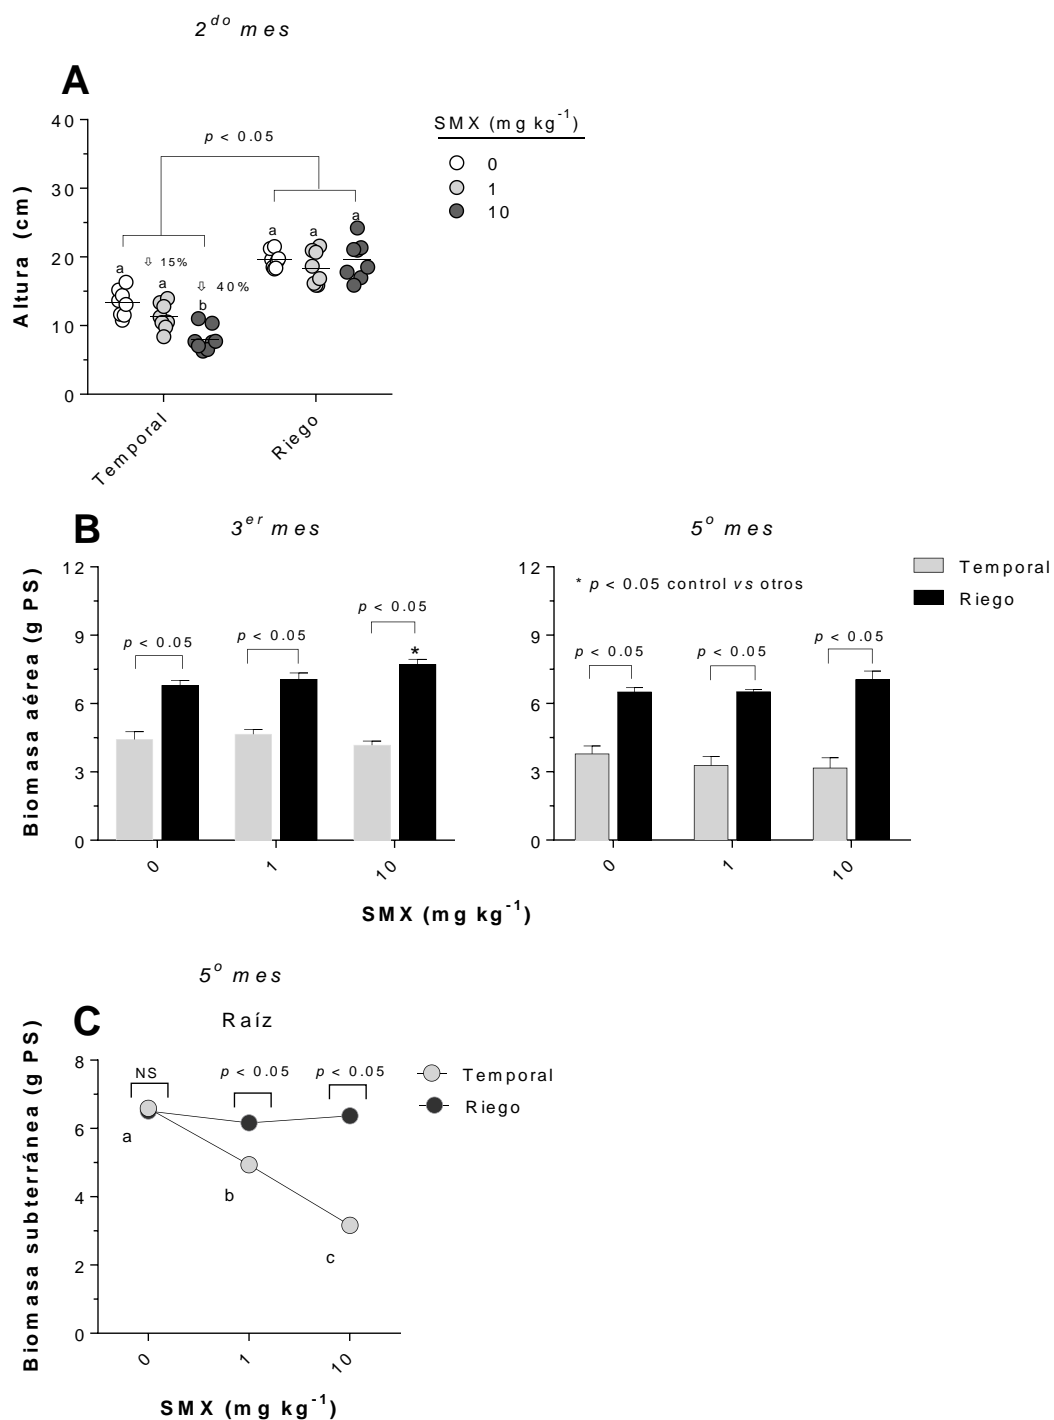 2do mes
A
SMX (mg kg-1)
0
1
10
Altura (cm)
40
30
20
10
0
p < 0.05
a
⇩ 15%
a
⇩ 40%
b
a
a
a
Temporal
Riego
B
3er mes
Biomasa aérea (g PS)
12
9
6
3
0
p < 0.05
p < 0.05
p < 0.05
*
0
1
10
5o mes
12
9
6
3
0
* p < 0.05 control vs otros
p < 0.05
p < 0.05
p < 0.05
0
1
10
Temporal
Riego
SMX (mg kg-1)
5o mes
C
Raíz
Biomasa subterránea (g PS)
8
6
4
2
0
NS
p < 0.05
p < 0.05
a
b
c
Temporal
Riego
0
1
10
SMX (mg kg-1)